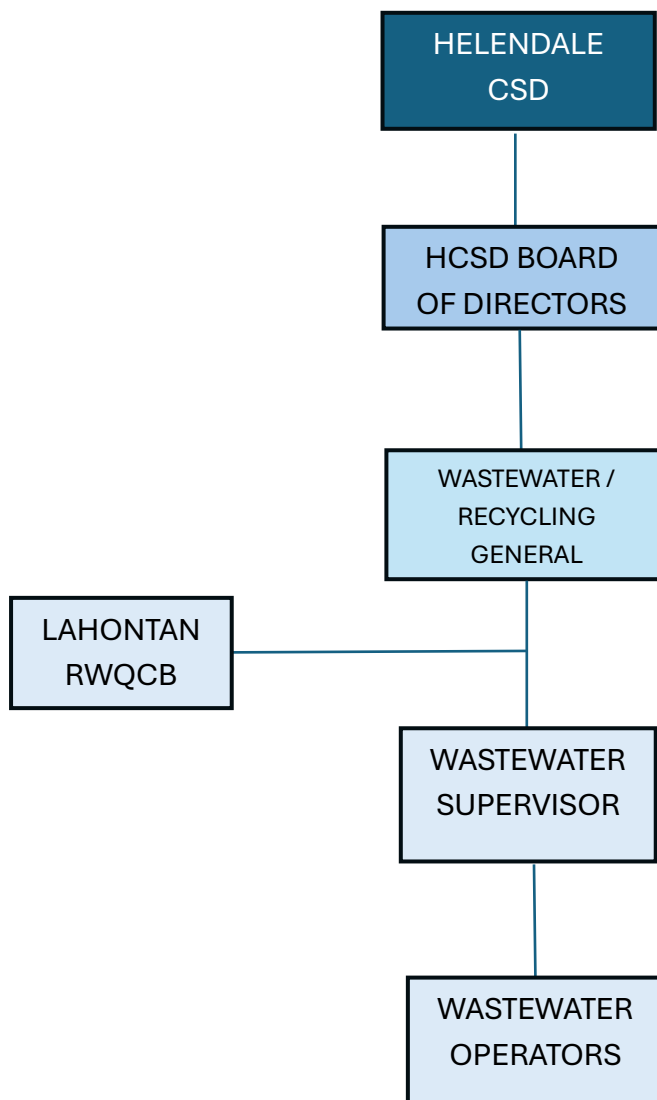 HELENDALE
CSD
HCSD BOARD
OF DIRECTORS
WASTEWATER /
RECYCLING
GENERAL
LAHONTAN
RWQCB
WASTEWATER
SUPERVISOR
WASTEWATER
OPERATORS